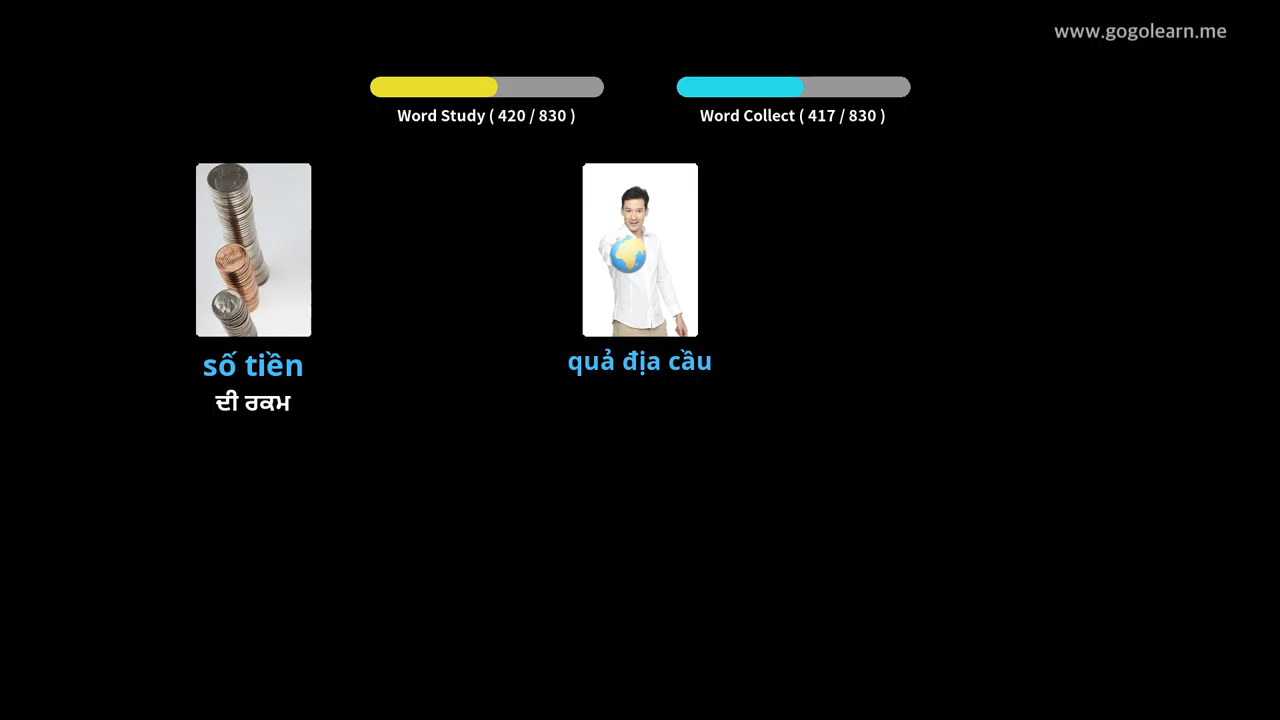 www.gogolearn.me
Word Study ( 420 / 830 )
Word Collect ( 417 / 830 )
số tiền
ਦੀ ਰਕਮ
quả địa cầu